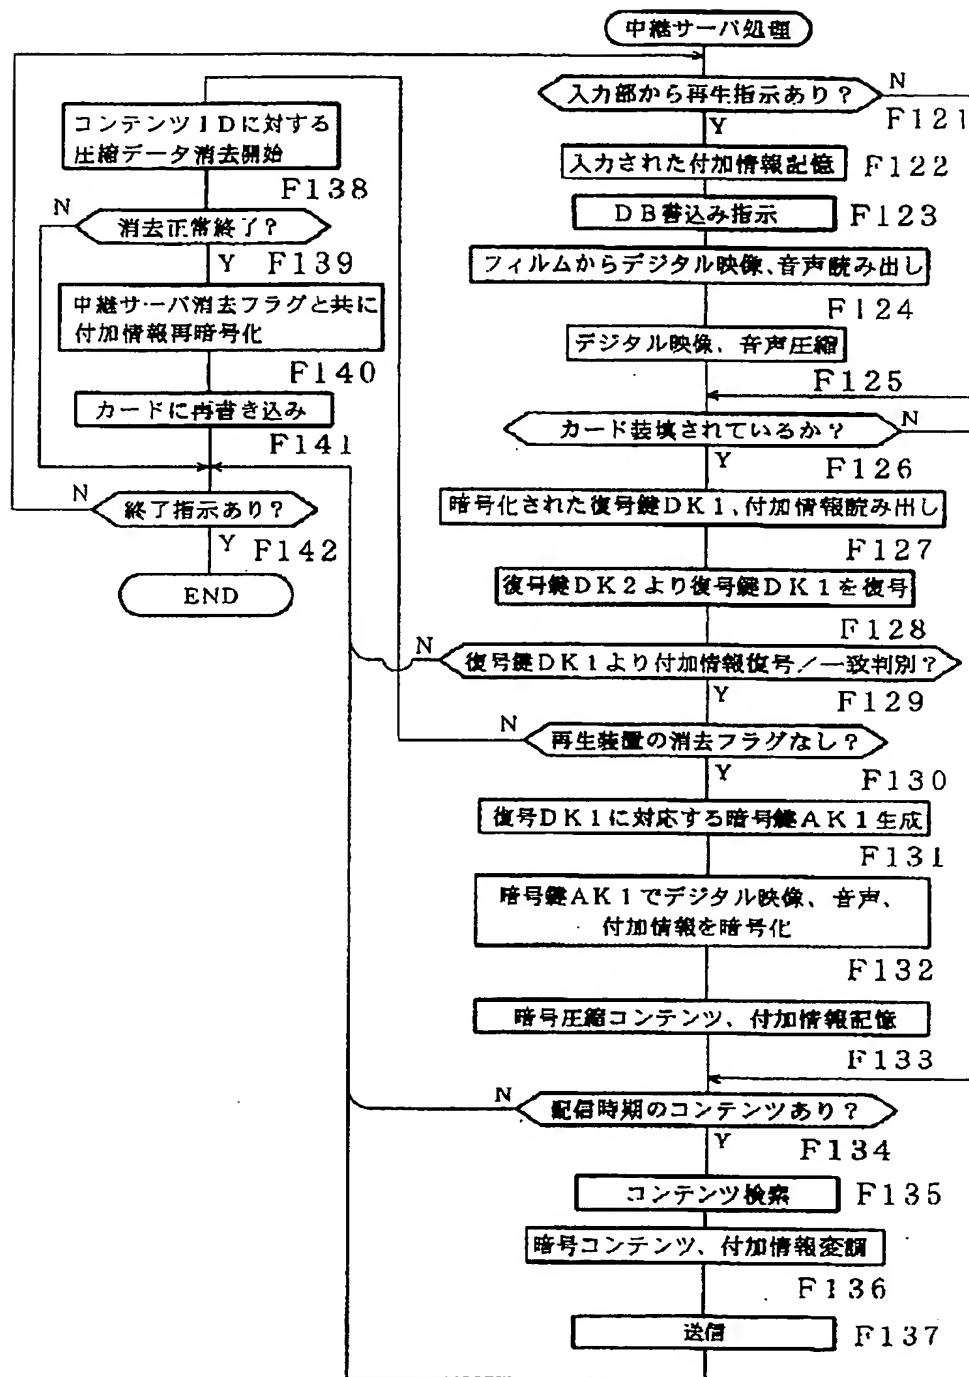 中継サーバ処理
入力部から再生指示あり?
N
F121
Y
入力された付加情報記憶
F122
DB書込み指示
F123
フィルムからデジタル映像、音声読み出し
F124
デジタル映像、音声圧縮
F125
カード装填されているか?
N
Y
F126
暗号化された復号鍵DK1、付加情報読み出し
F127
復号鍵DK2より復号鍵DK1を復号
F128
N
復号鍵DK1より付加情報復号/一致判別?
Y
F129
N
再生装置の消去フラグなし?
Y
F130
復号DK1に対応する暗号鍵AK1生成
F131
暗号鍵AK1でデジタル映像、音声、
付加情報を暗号化
F132
暗号圧縮コンテンツ、付加情報記憶
F133
N
配信時期のコンテンツあり?
Y
F134
コンテンツ検索
F135
暗号コンテンツ、付加情報変調
F136
送信
F137
コンテンツIDに対する
圧縮データ消去開始
F138
N
消去正常終了?
Y
F139
中継サーバ消去フラグと共に
付加情報再暗号化
F140
カードに再書き込み
F141
N
終了指示あり?
Y
F142
END